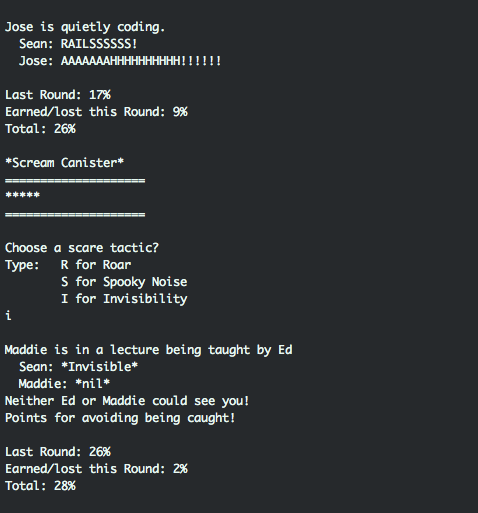 Jose is quietly coding.
Sean: RAILSSSSSS!
Jose: AAAAAAAHHHHHHHHHH!!!!!!
Last Round: 17%
Earned/lost this Round: 9%
Total: 26%
*Scream Canister*
====================
*****
====================
Choose a scare tactic?
Type:   R for Roar
S for Spooky Noise
I for Invisibility
i
Maddie is in a lecture being taught by Ed
Sean: *Invisible*
Maddie: *nil*
Neither Ed or Maddie could see you!
Points for avoiding being caught!
Last Round: 26%
Earned/lost this Round: 2%
Total: 28%